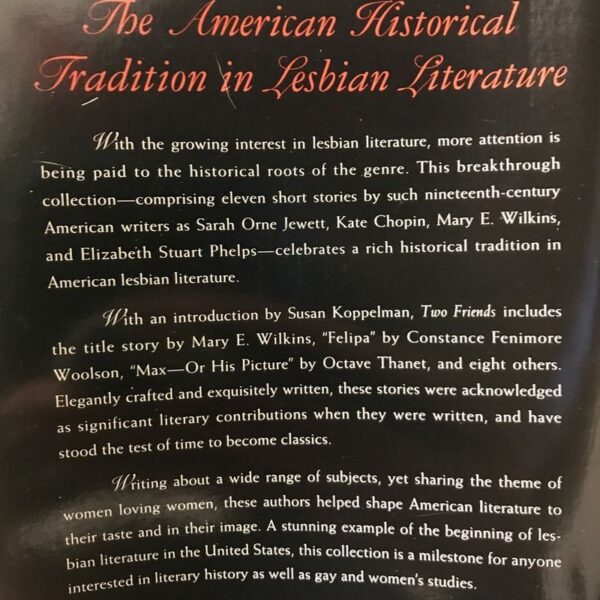 The American Historical
Tradition in Lesbian Literature
With the growing interest in lesbian literature, more attention is
being paid to the historical roots of the genre. This breakthrough
collection—comprising eleven short stories by such nineteenth-century
American writers as Sarah Orne Jewett, Kate Chopin, Mary E. Wilkins,
and Elizabeth Stuart Phelps—celebrates a rich historical tradition in
American lesbian literature.
With an introduction by Susan Koppelman, Two Friends includes
the title story by Mary E. Wilkins, "Felipa" by Constance Fenimore
Woolson, "Max—Or His Picture" by Octave Thanet, and eight others.
Elegantly crafted and exquisitely written, these stories were acknowledged
as significant literary contributions when they were written, and have
stood the test of time to become classics.
Writing about a wide range of subjects, yet sharing the theme of
women loving women, these authors helped shape American literature to
their taste and in their image. A stunning example of the beginning of les-
bian literature in the United States, this collection is a milestone for anyone
interested in literary history as well as gay and women's studies.